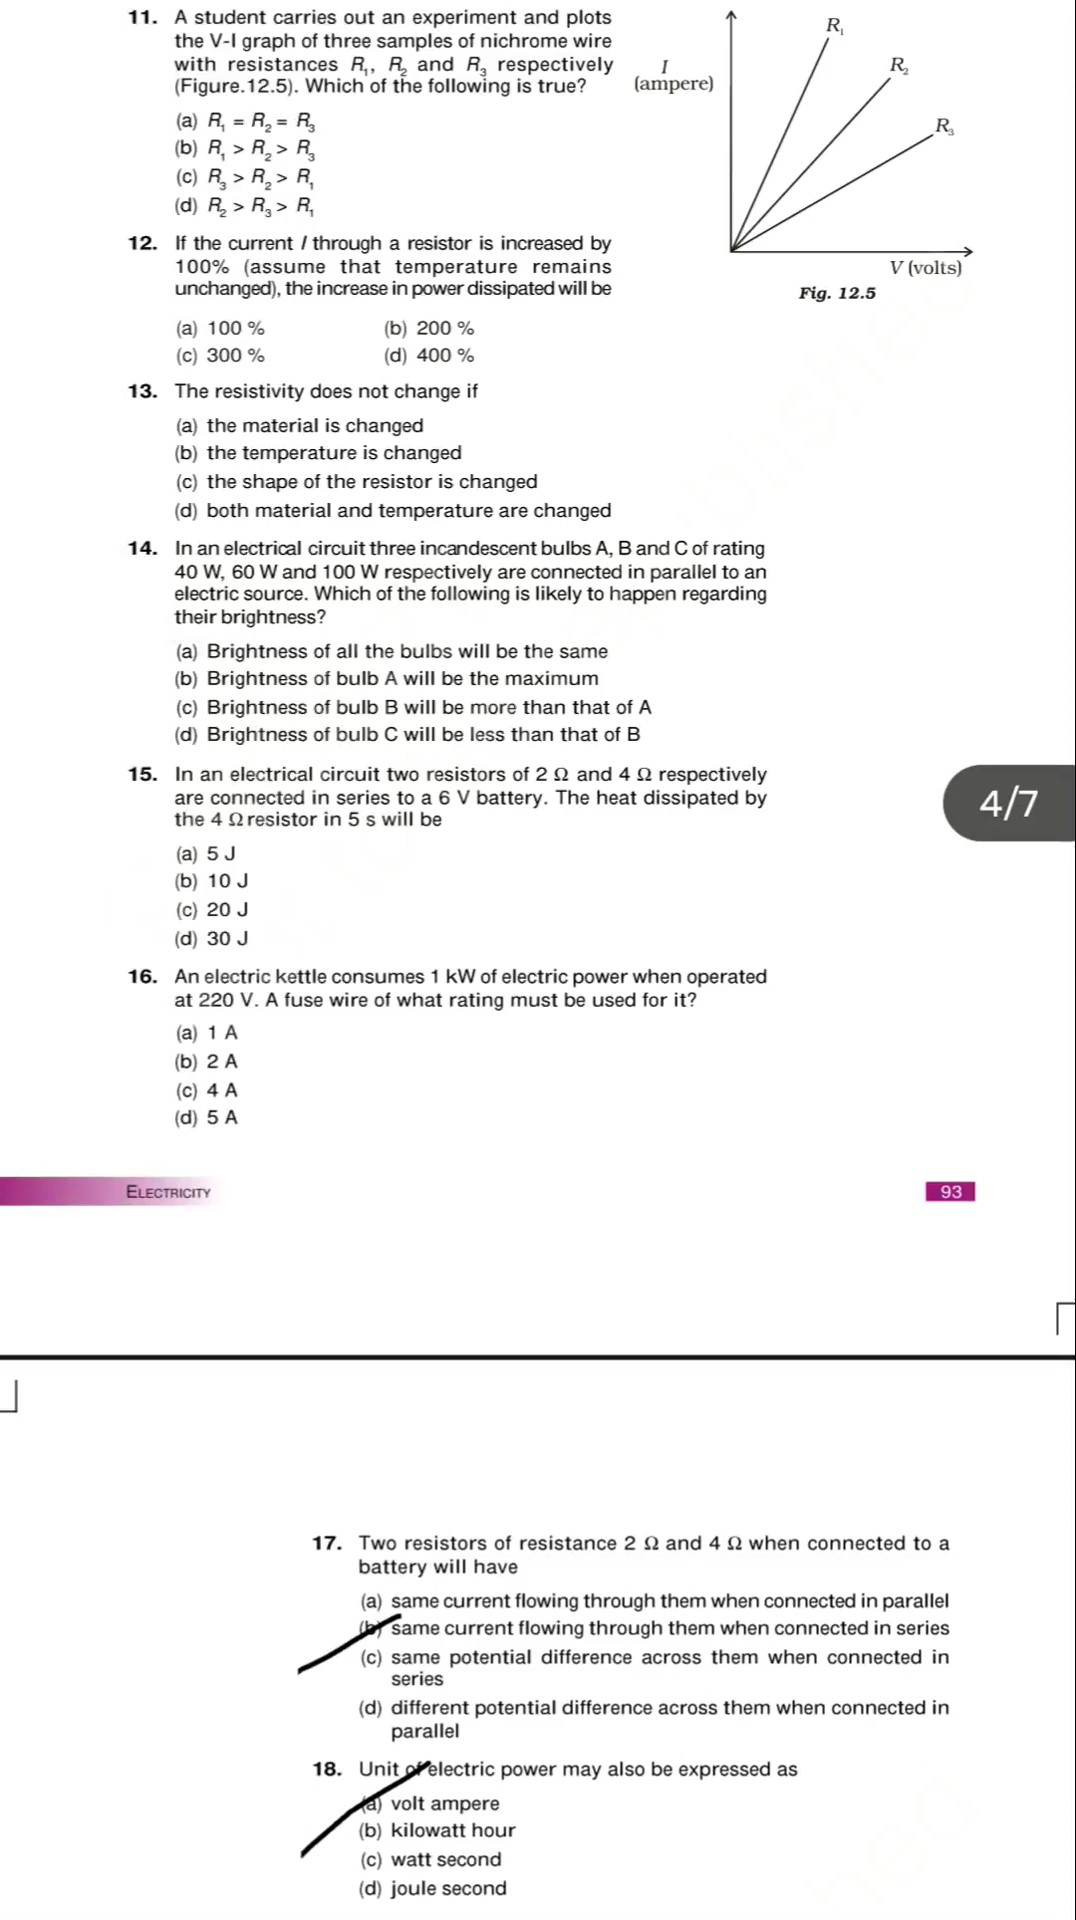 11. A student carries out an experiment and plots
the V-I graph of three samples of nichrome wire
with resistances R₁, R₂ and R₃ respectively
(Figure.12.5). Which of the following is true?
(a) R₁ = R₂ = R₃
(b) R₁ > R₂ > R₃
(c) R₃ > R₂ > R₁
(d) R₂ > R₃ > R₁
I
(ampere)
R₁
R₂
R₃
V (volts)
Fig. 12.5
12. If the current I through a resistor is increased by
100% (assume that temperature remains
unchanged), the increase in power dissipated will be
(a) 100 % (b) 200 %
(c) 300 % (d) 400 %
13. The resistivity does not change if
(a) the material is changed
(b) the temperature is changed
(c) the shape of the resistor is changed
(d) both material and temperature are changed
14. In an electrical circuit three incandescent bulbs A, B and C of rating
40 W, 60 W and 100 W respectively are connected in parallel to an
electric source. Which of the following is likely to happen regarding
their brightness?
(a) Brightness of all the bulbs will be the same
(b) Brightness of bulb A will be the maximum
(c) Brightness of bulb B will be more than that of A
(d) Brightness of bulb C will be less than that of B
15. In an electrical circuit two resistors of 2 Ω and 4 Ω respectively
are connected in series to a 6 V battery. The heat dissipated by
the 4 Ω resistor in 5 s will be
4/7
(a) 5 J
(b) 10 J
(c) 20 J
(d) 30 J
16. An electric kettle consumes 1 kW of electric power when operated
at 220 V. A fuse wire of what rating must be used for it?
(a) 1 A
(b) 2 A
(c) 4 A
(d) 5 A
ELECTRICITY 93
17. Two resistors of resistance 2 Ω and 4 Ω when connected to a
battery will have
(a) same current flowing through them when connected in parallel
(b) same current flowing through them when connected in series
(c) same potential difference across them when connected in
series
(d) different potential difference across them when connected in
parallel
18. Unit of electric power may also be expressed as
(a) volt ampere
(b) kilowatt hour
(c) watt second
(d) joule second